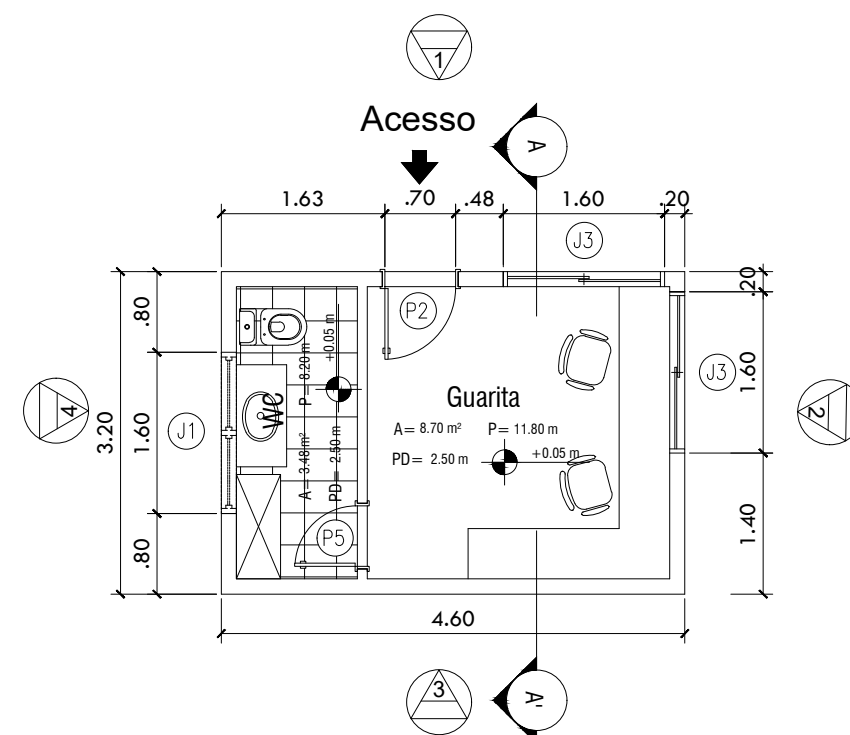 1
Acesso
A
1.63 .70 .48 1.60 .20
J3
P2
.20
.80
+0.05 m
P= 8.20 m
WC
A= 3.48 m²
PD= 2.50 m
Guarita
A= 8.70 m² P= 11.80 m
PD= 2.50 m +0.05 m
J3
1.60
2
4
3.20
1.60
J1
P5
.80
1.40
4.60
3
A'